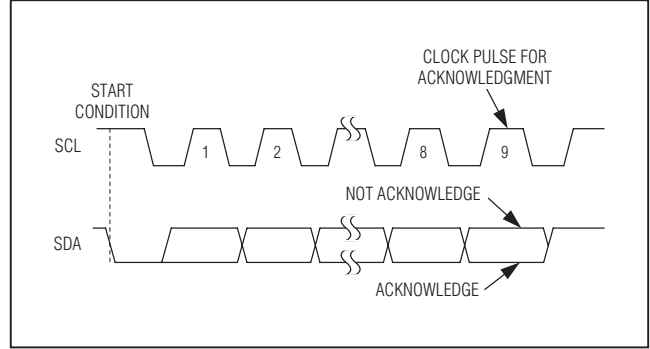 CLOCK PULSE FOR
ACKNOWLEDGMENT
START
CONDITION
SCL
1 2 8 9
NOT ACKNOWLEDGE
SDA
ACKNOWLEDGE